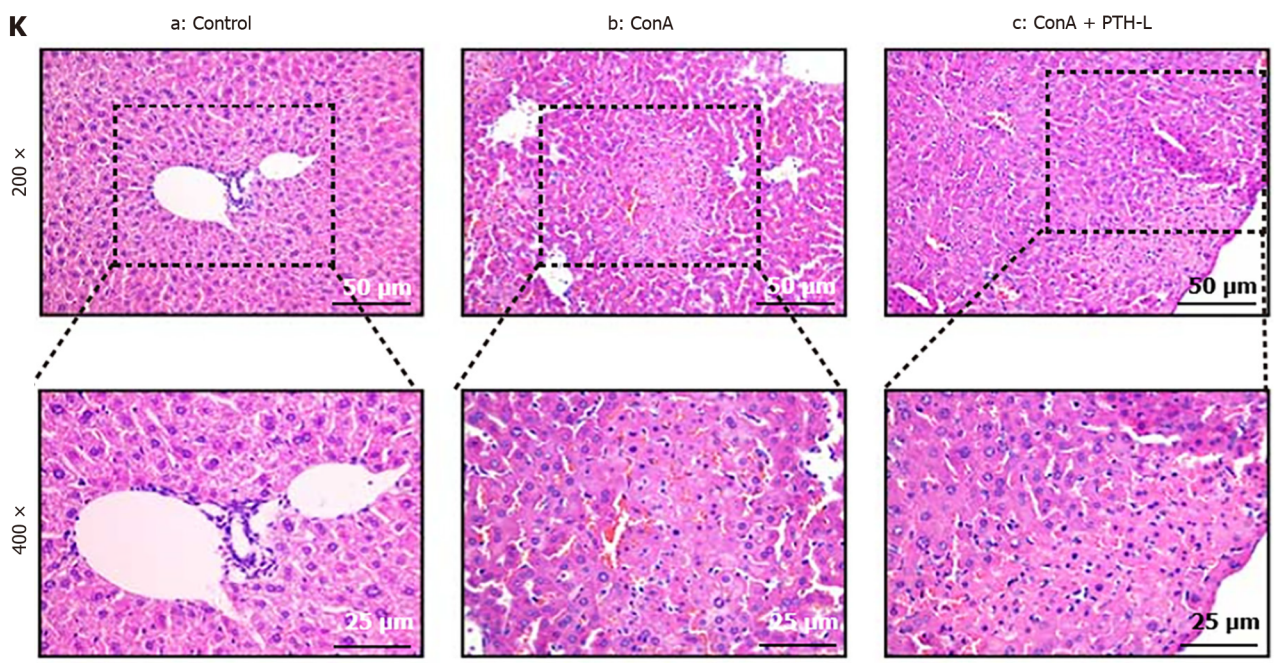 K
a: Control
b: ConA
c: ConA + PTH-L
200 ×
50 μm
50 μm
50 μm
400 ×
25 μm
25 μm
25 μm